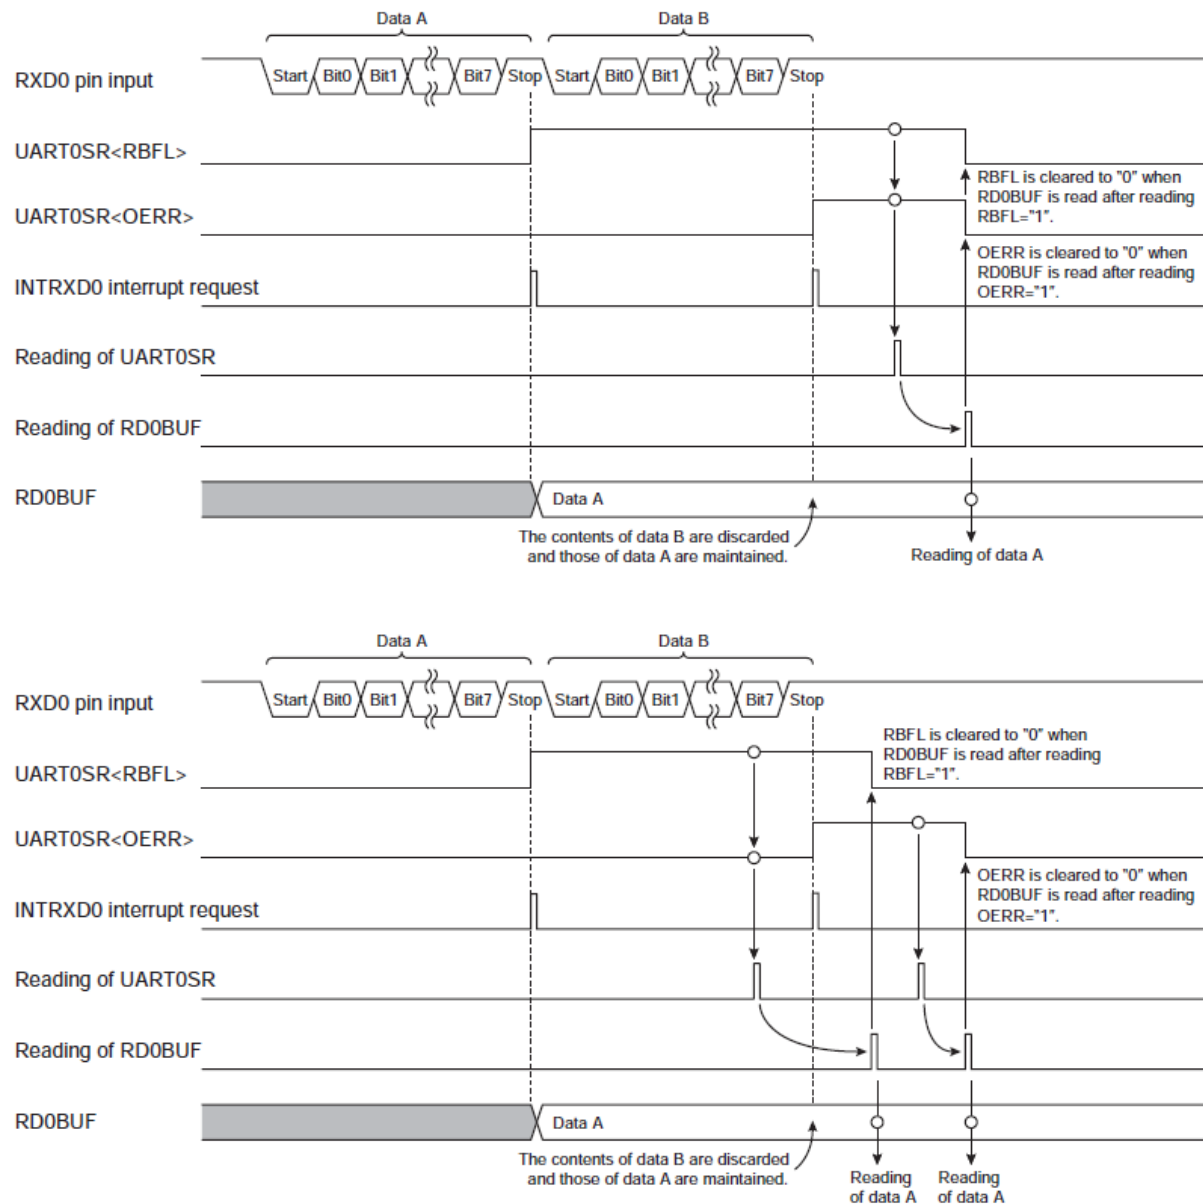 Data A
Data B
RXD0 pin input
Start Bit0 Bit1 Bit7 Stop Start Bit0 Bit1 Bit7 Stop
UART0SR<RBFL>
RBFL is cleared to "0" when
RD0BUF is read after reading
RBFL="1".
UART0SR<OERR>
OERR is cleared to "0" when
RD0BUF is read after reading
OERR="1".
INTRXD0 interrupt request
Reading of UART0SR
Reading of RD0BUF
RD0BUF
Data A
The contents of data B are discarded
and those of data A are maintained.
Reading of data A
Data A
Data B
RXD0 pin input
Start Bit0 Bit1 Bit7 Stop Start Bit0 Bit1 Bit7 Stop
RBFL is cleared to "0" when
RD0BUF is read after reading
RBFL="1".
UART0SR<RBFL>
UART0SR<OERR>
OERR is cleared to "0" when
RD0BUF is read after reading
OERR="1".
INTRXD0 interrupt request
Reading of UART0SR
Reading of RD0BUF
RD0BUF
Data A
The contents of data B are discarded
and those of data A are maintained.
Reading
of data A
Reading
of data A